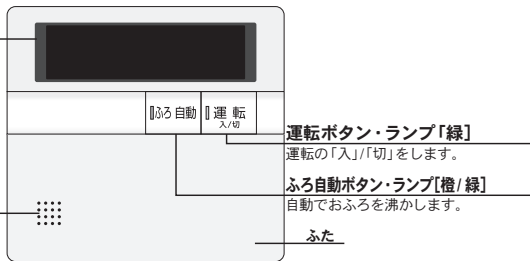 ふろ 自動
運 転
入/切
運転ボタン・ランプ「緑]
運転の「入」/「切」をします。
ふろ自動ボタン・ランプ[橙/緑]
自動でおふろを沸かします。
ふた